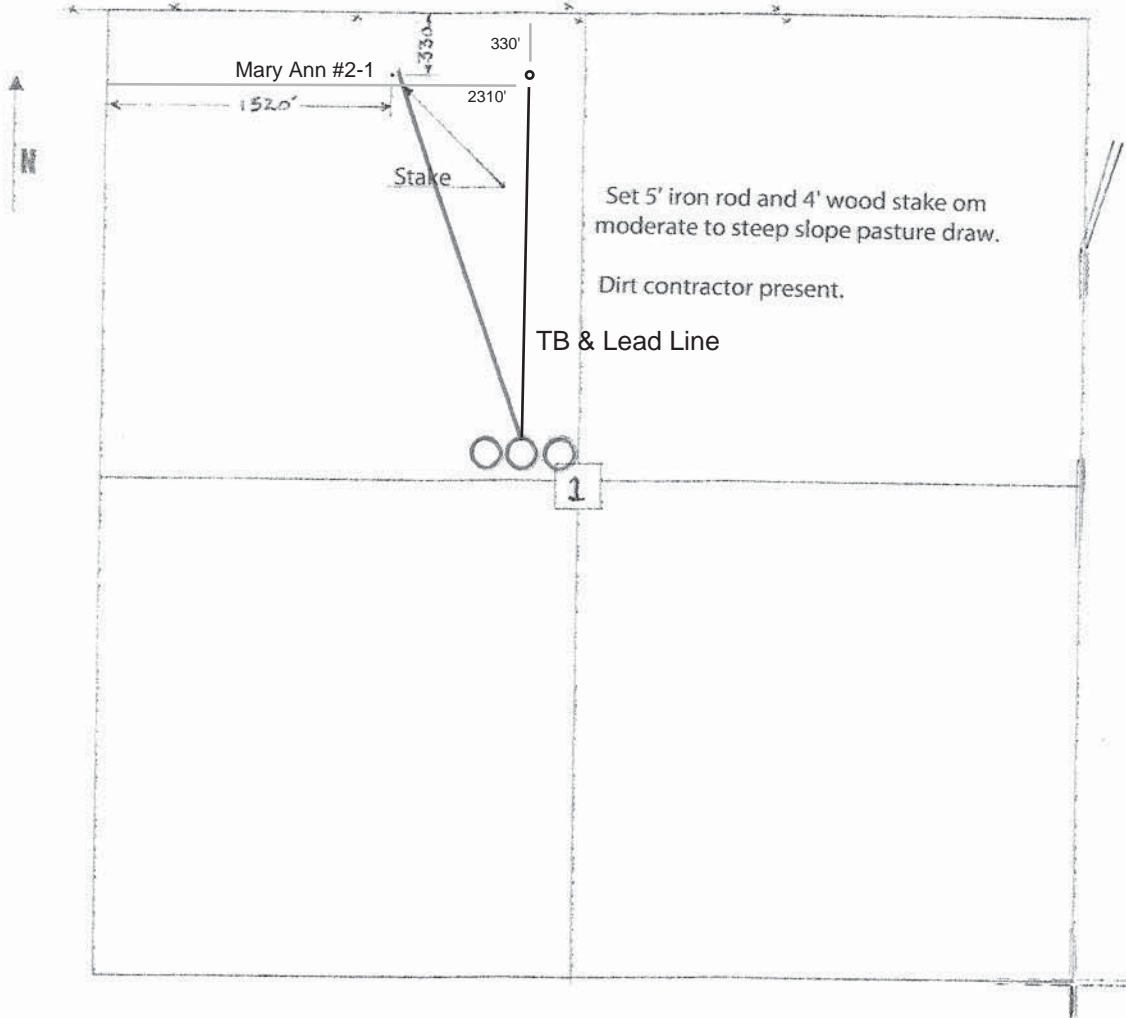 330'
330'
Mary Ann #2-1
2310'
1520'
N
Stake
Set 5' iron rod and 4' wood stake om
moderate to steep slope pasture draw.
Dirt contractor present.
TB & Lead Line
1